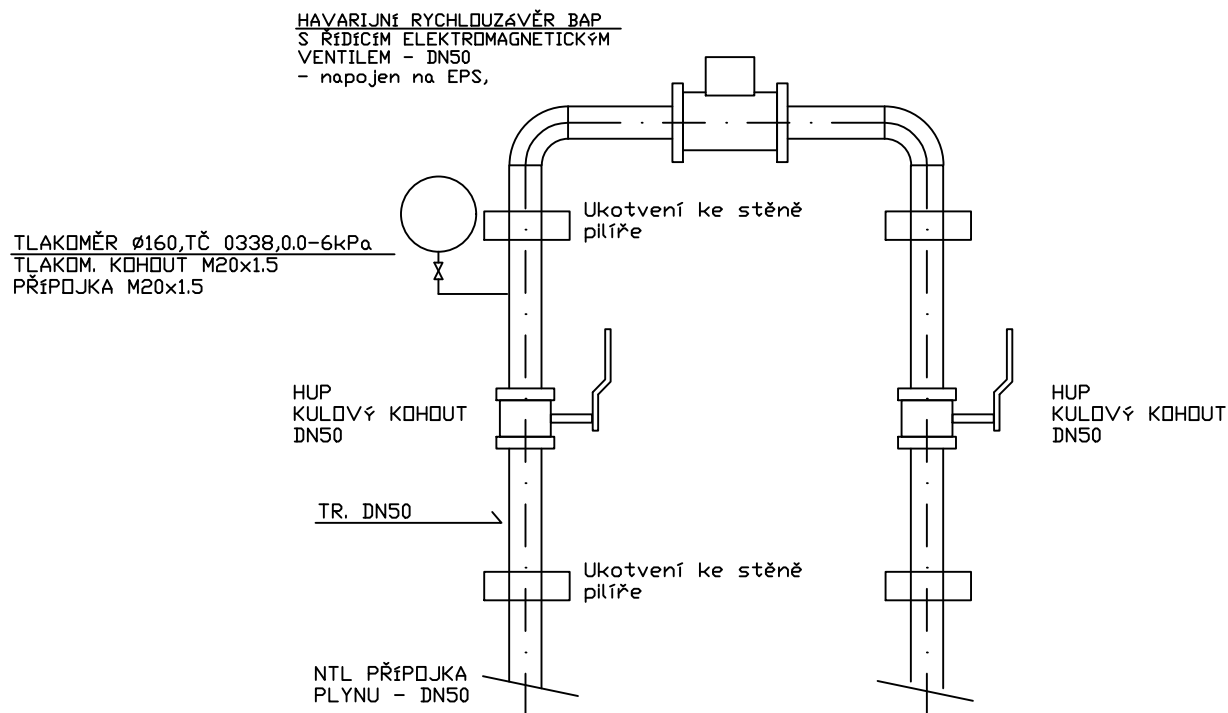 HAVARIJNÍ RYCHLOUZÁVĚR BAP
S ŘÍDÍCÍM ELEKTROMAGNETICKÝM
VENTILEM - DN50
- napojen na EPS,
Ukotvení ke stěně
pilíře
TLAKOMĚR Ø160,TČ 0338,0.0-6kPa
TLAKOM. KOHOUT M20x1.5
PŘÍPOJKA M20x1.5
HUP
KULOVÝ KOHOUT
DN50
HUP
KULOVÝ KOHOUT
DN50
TR. DN50
Ukotvení ke stěně
pilíře
NTL PŘÍPOJKA
PLYNU - DN50